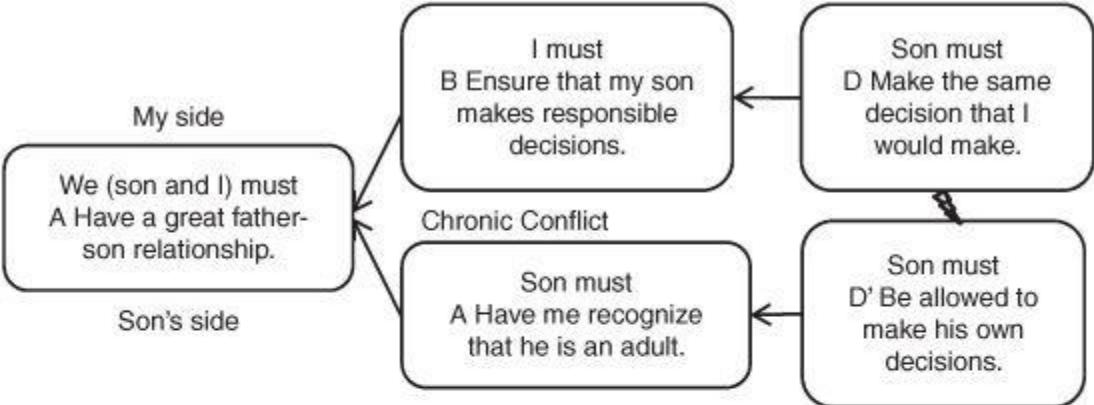 My side
We (son and I) must
A Have a great father-
son relationship.
Son's side
I must
B Ensure that my son
makes responsible
decisions.
Son must
D Make the same
decision that I
would make.
Chronic Conflict
Son must
A Have me recognize
that he is an adult.
Son must
D' Be allowed to
make his own
decisions.